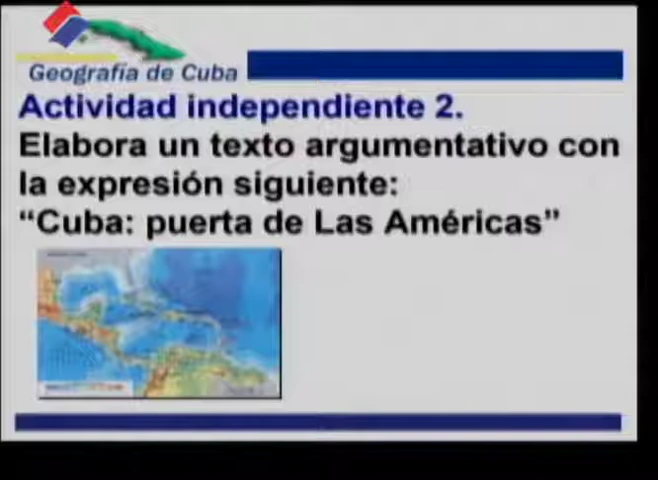 Geografía de Cuba
Actividad independiente 2.
Elabora un texto argumentativo con
la expresión siguiente:
“Cuba: puerta de Las Américas”